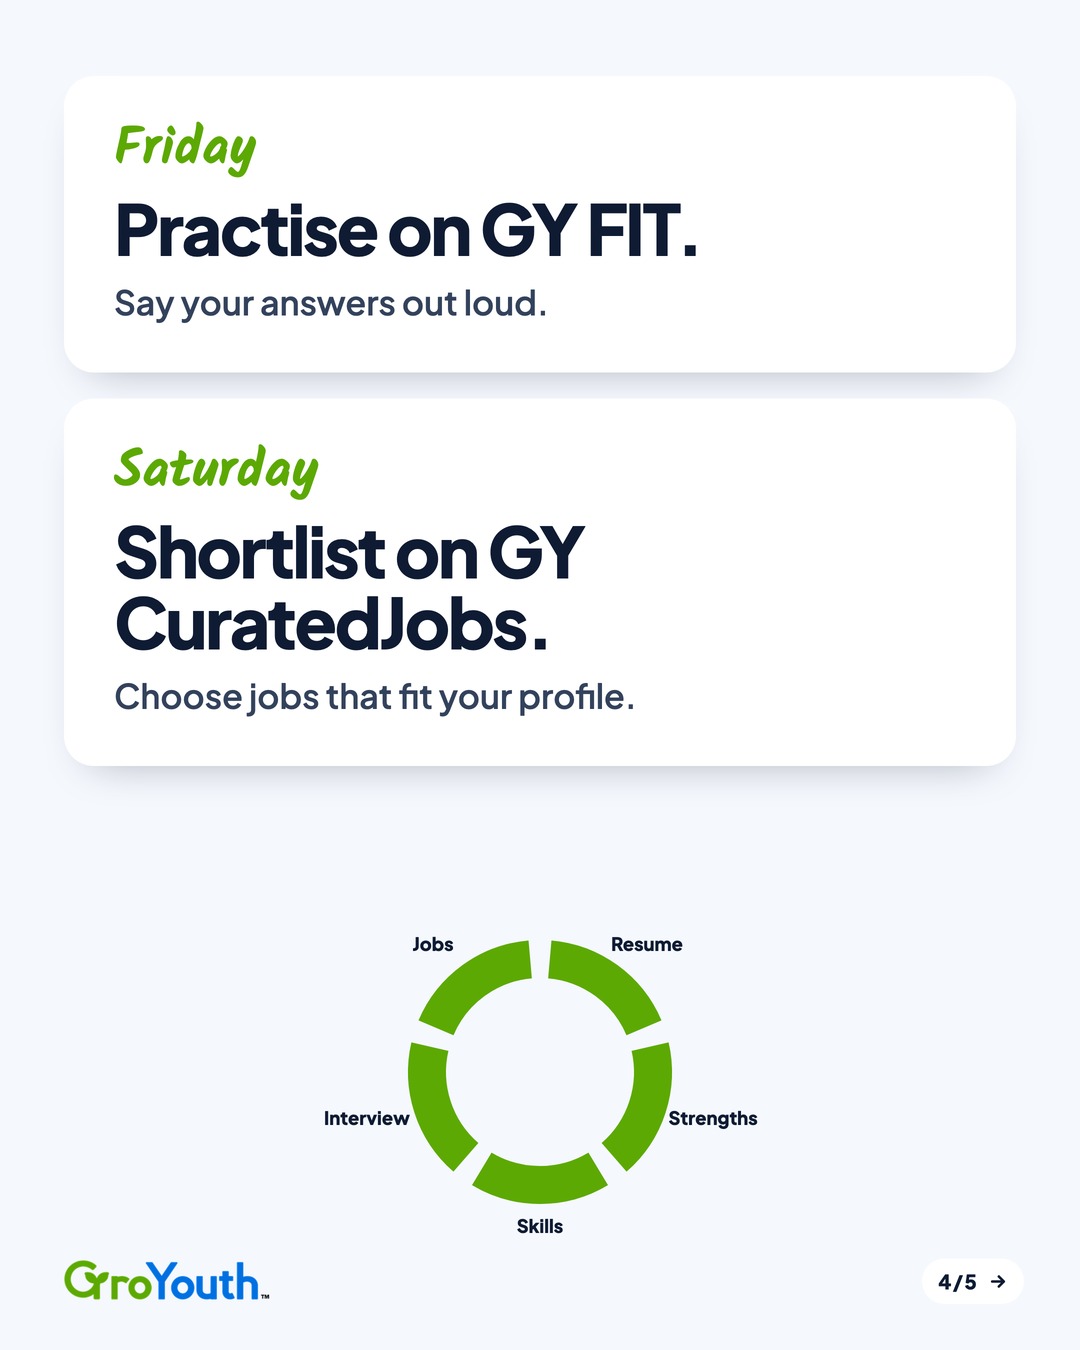 Friday
Practise on GY FIT.
Say your answers out loud.
Saturday
Shortlist on GY
CuratedJobs.
Choose jobs that fit your profile.
Jobs
Resume
Interview
Strengths
Skills
GroYouth™
4/5 →